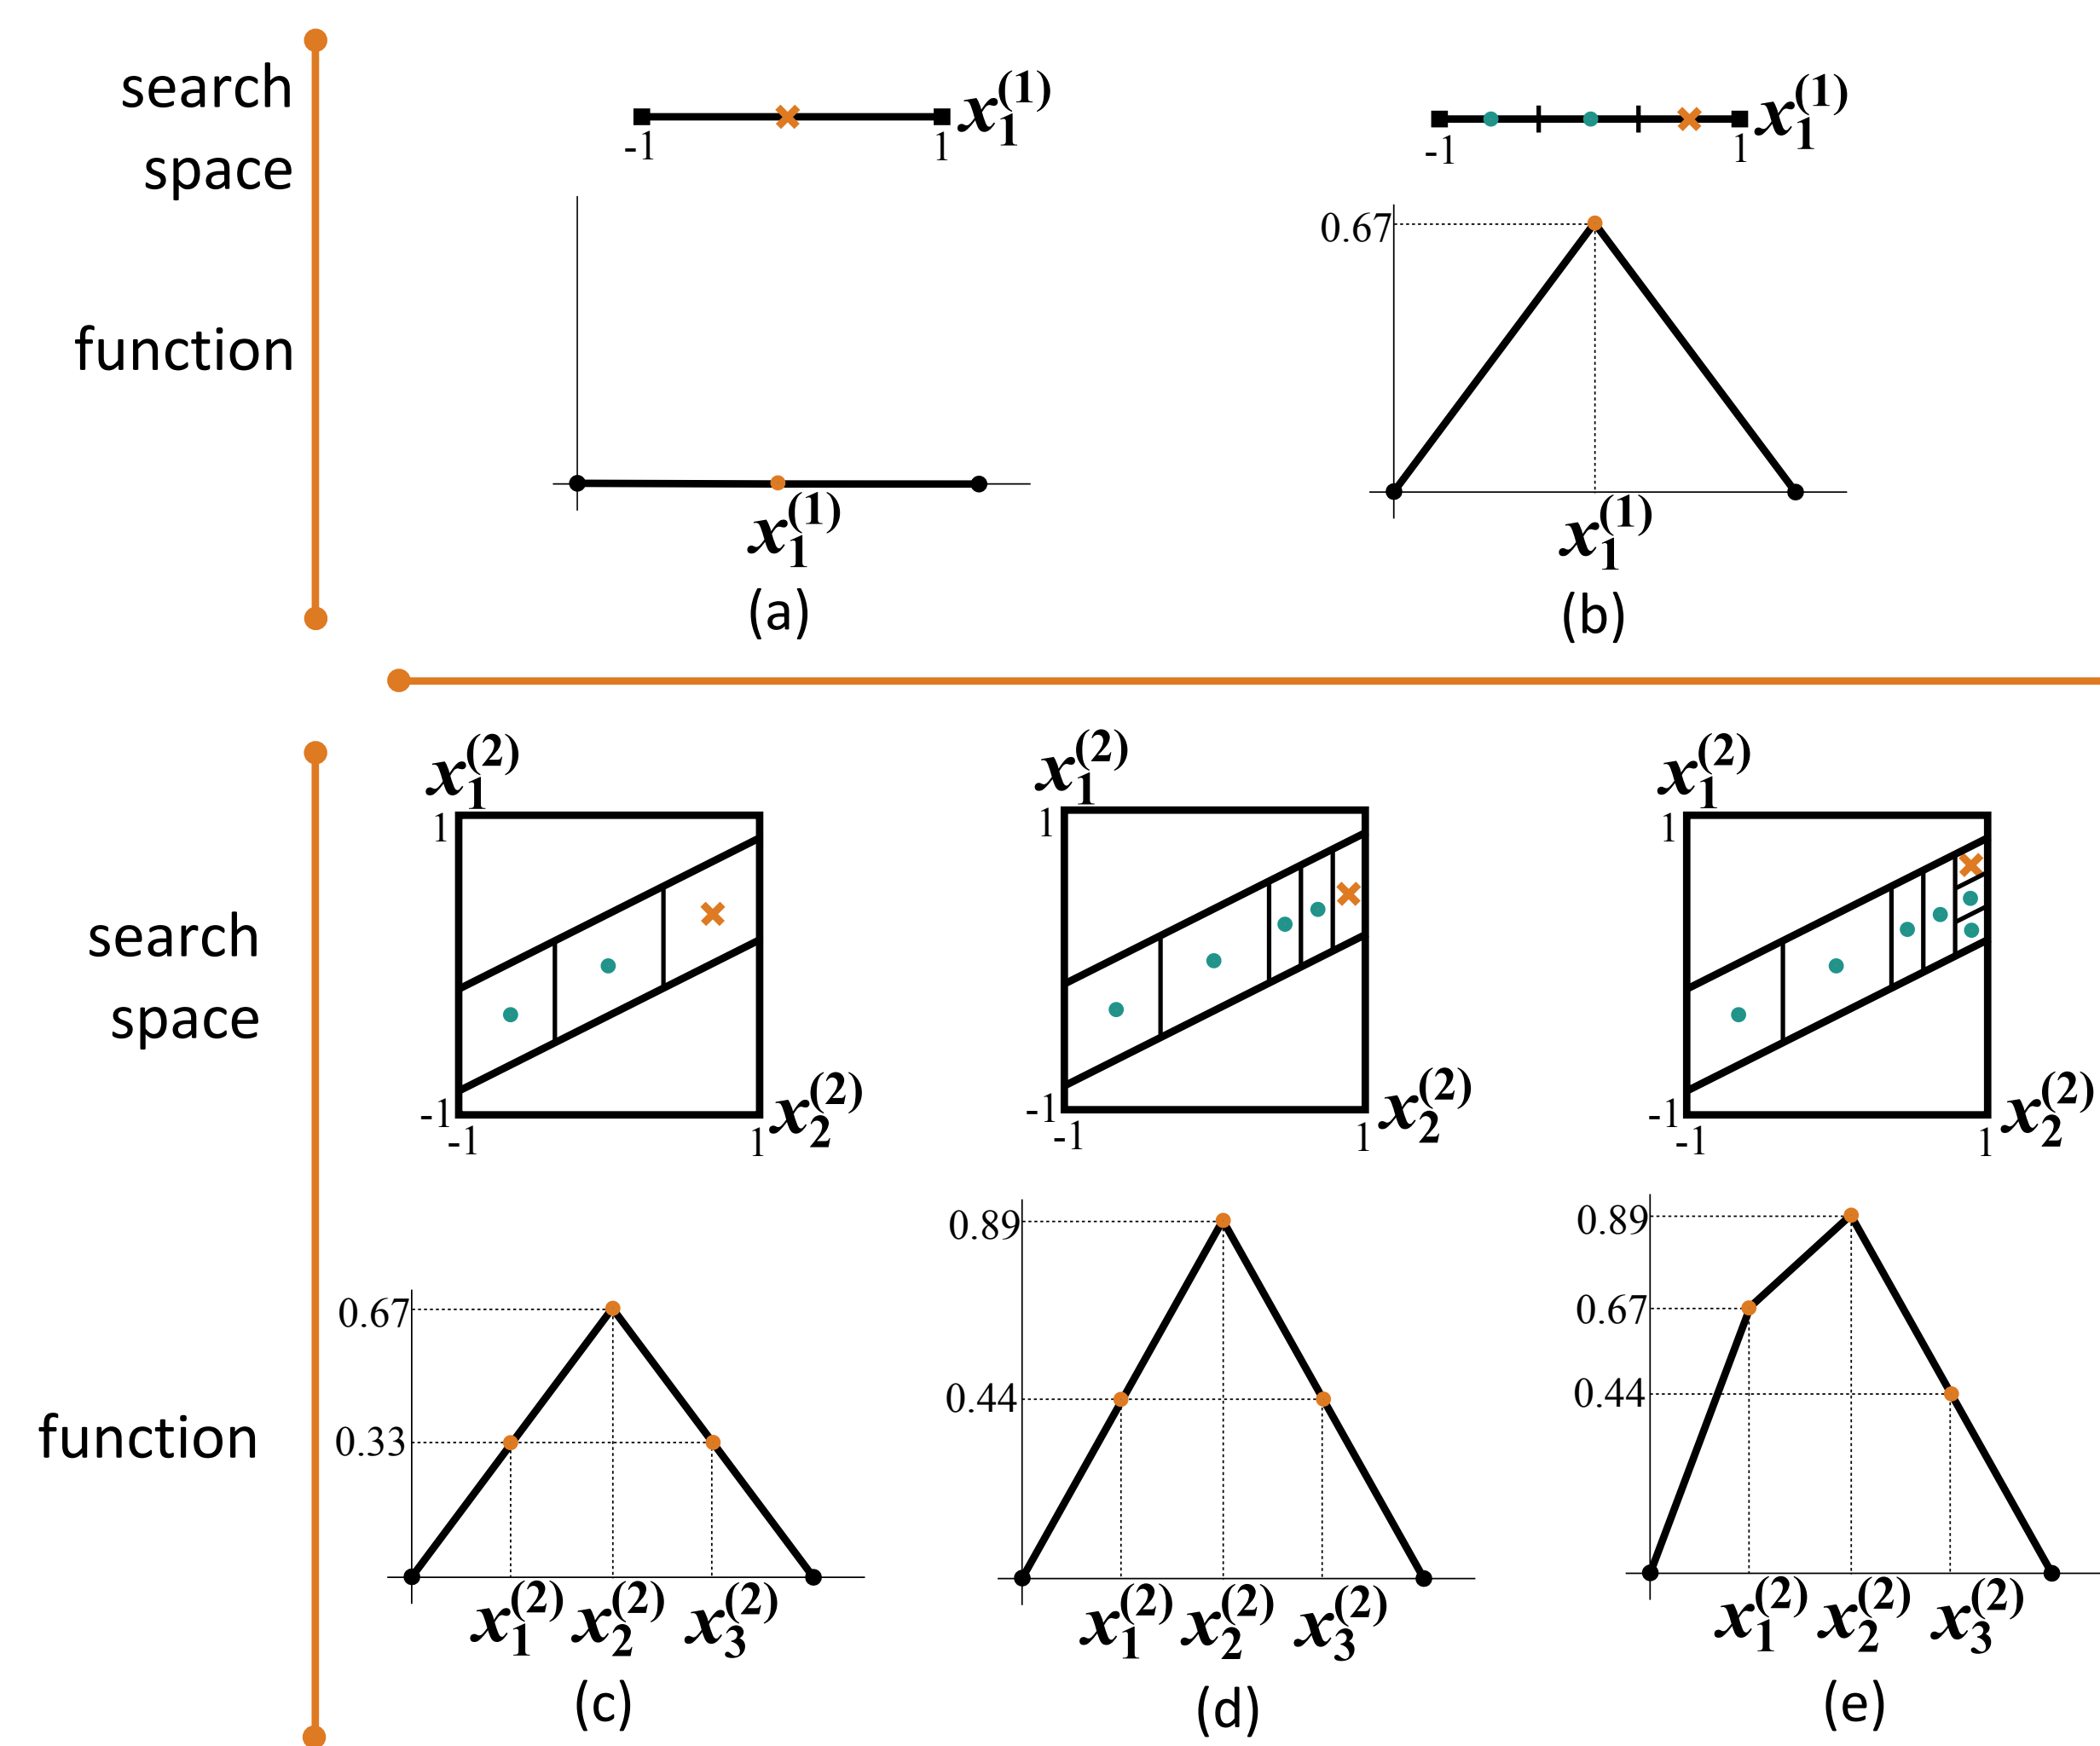 search
space
-1
1
x₁⁽¹⁾
-1
1
x₁⁽¹⁾
function
x₁⁽¹⁾
0.67
x₁⁽¹⁾
(a)
(b)
search
space
x₁⁽²⁾
1
-1
-1
1
x₂⁽²⁾
x₁⁽²⁾
1
-1
-1
1
x₂⁽²⁾
x₁⁽²⁾
1
-1
-1
1
x₂⁽²⁾
function
0.67
0.33
x₁⁽²⁾ x₂⁽²⁾ x₃⁽²⁾
(c)
0.89
0.44
x₁⁽²⁾ x₂⁽²⁾ x₃⁽²⁾
(d)
0.89
0.67
0.44
x₁⁽²⁾ x₂⁽²⁾ x₃⁽²⁾
(e)